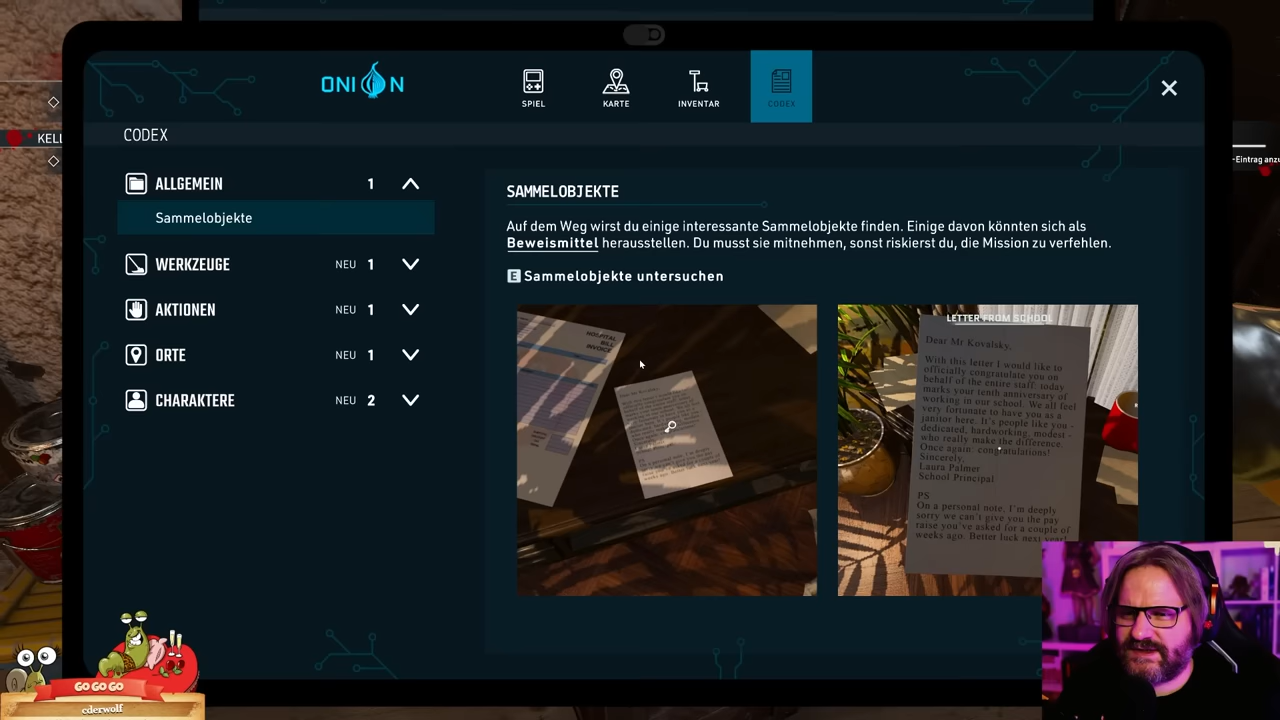 ONION
SPIEL
KARTE
INVENTAR
CODEX
KELL
CODEX
-Eintrag anzu
ALLGEMEIN 1
Sammelobjekte
WERKZEUGE NEU 1
AKTIONEN NEU 1
ORTE NEU 1
CHARAKTERE NEU 2
SAMMELOBJEKTE
Auf dem Weg wirst du einige interessante Sammelobjekte finden. Einige davon könnten sich als
Beweismittel herausstellen. Du musst sie mitnehmen, sonst riskierst du, die Mission zu verfehlen.
E Sammelobjekte untersuchen
HOSPITAL
BILL
INVOICE
LETTER FROM SCHOOL
Dear Mr Kovalsky,
With this letter I would like to
officially congratulate you on
behalf of the entire staff: today
marks your tenth anniversary of
working in our school. We all feel
very fortunate to have you as a
janitor here. It's people like you -
dedicated, hardworking, modest -
who really make the difference.
Once again congratulations!
Sincerely,
Laura Palmer
School Principal
PS
On a personal note, I'm deeply
sorry we can't give you the pay
raise you've asked for a couple of
weeks ago. Better luck next year!
GO GO GO
cderwolf